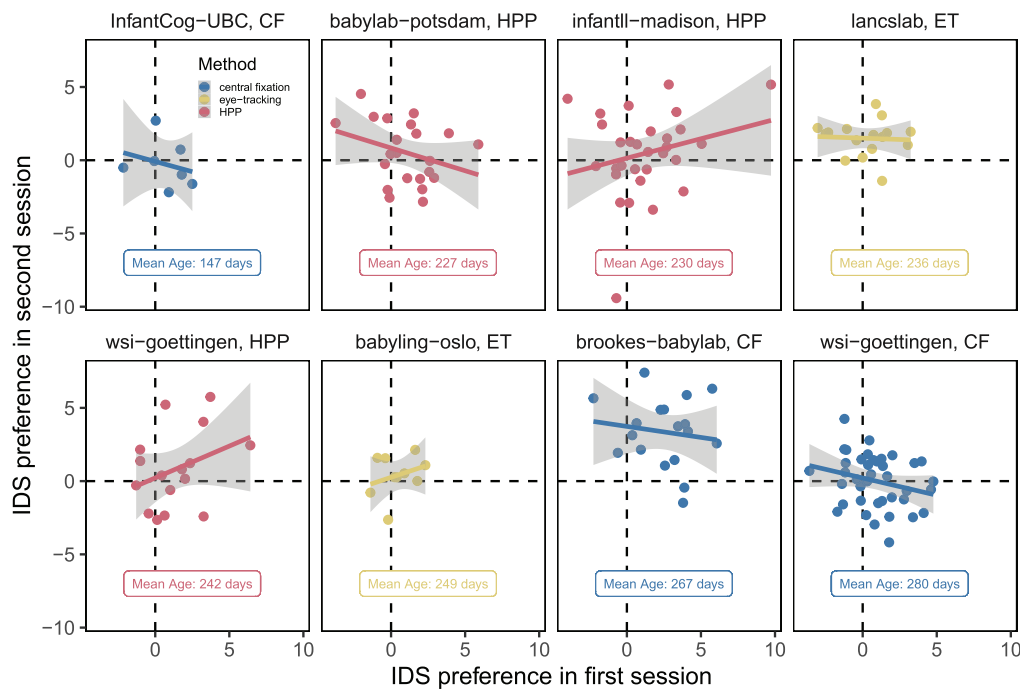 InfantCog−UBC, CF
babylab−potsdam, HPP
infantll−madison, HPP
lancslab, ET
Method
central fixation
eye−tracking
HPP
5
0
−5
−10
Mean Age: 147 days
Mean Age: 227 days
Mean Age: 230 days
Mean Age: 236 days
wsi−goettingen, HPP
babyling−oslo, ET
brookes−babylab, CF
wsi−goettingen, CF
5
0
−5
−10
Mean Age: 242 days
Mean Age: 249 days
Mean Age: 267 days
Mean Age: 280 days
0 5 10 0 5 10 0 5 10 0 5 10
IDS preference in first session
IDS preference in second session